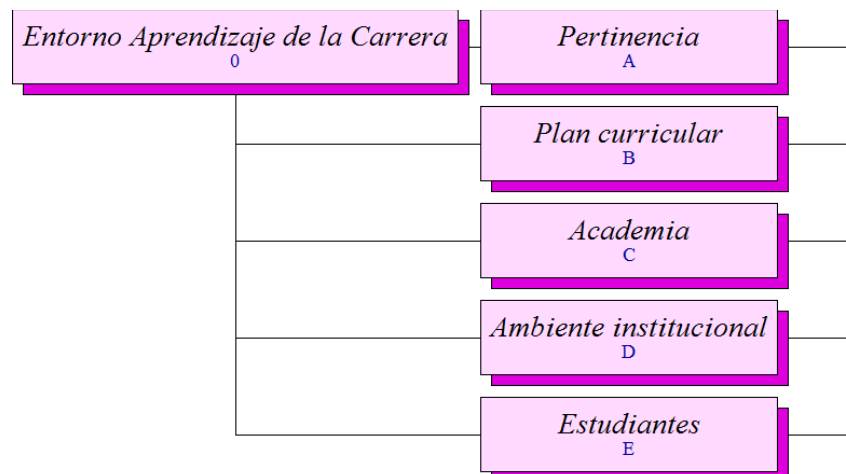 Entorno Aprendizaje de la Carrera
0
Pertinencia
A
Plan curricular
B
Academia
C
Ambiente institucional
D
Estudiantes
E